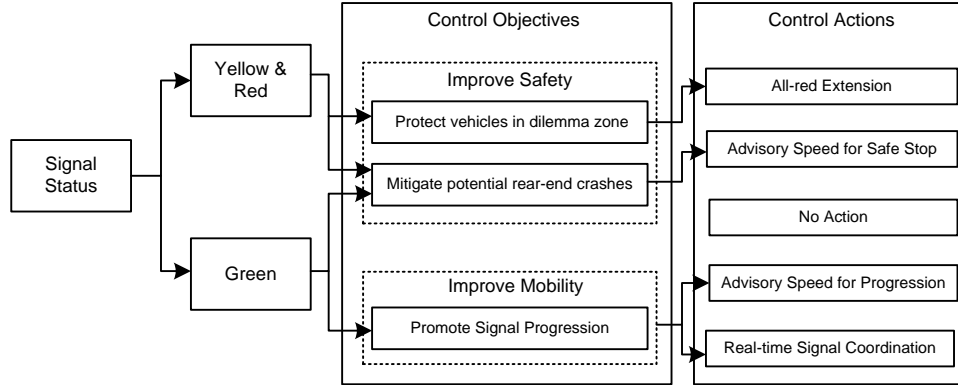 Control Objectives
Control Actions
Signal
Status
Yellow &
Red
Green
Improve Safety
Protect vehicles in dilemma zone
Mitigate potential rear-end crashes
Improve Mobility
Promote Signal Progression
All-red Extension
Advisory Speed for Safe Stop
No Action
Advisory Speed for Progression
Real-time Signal Coordination